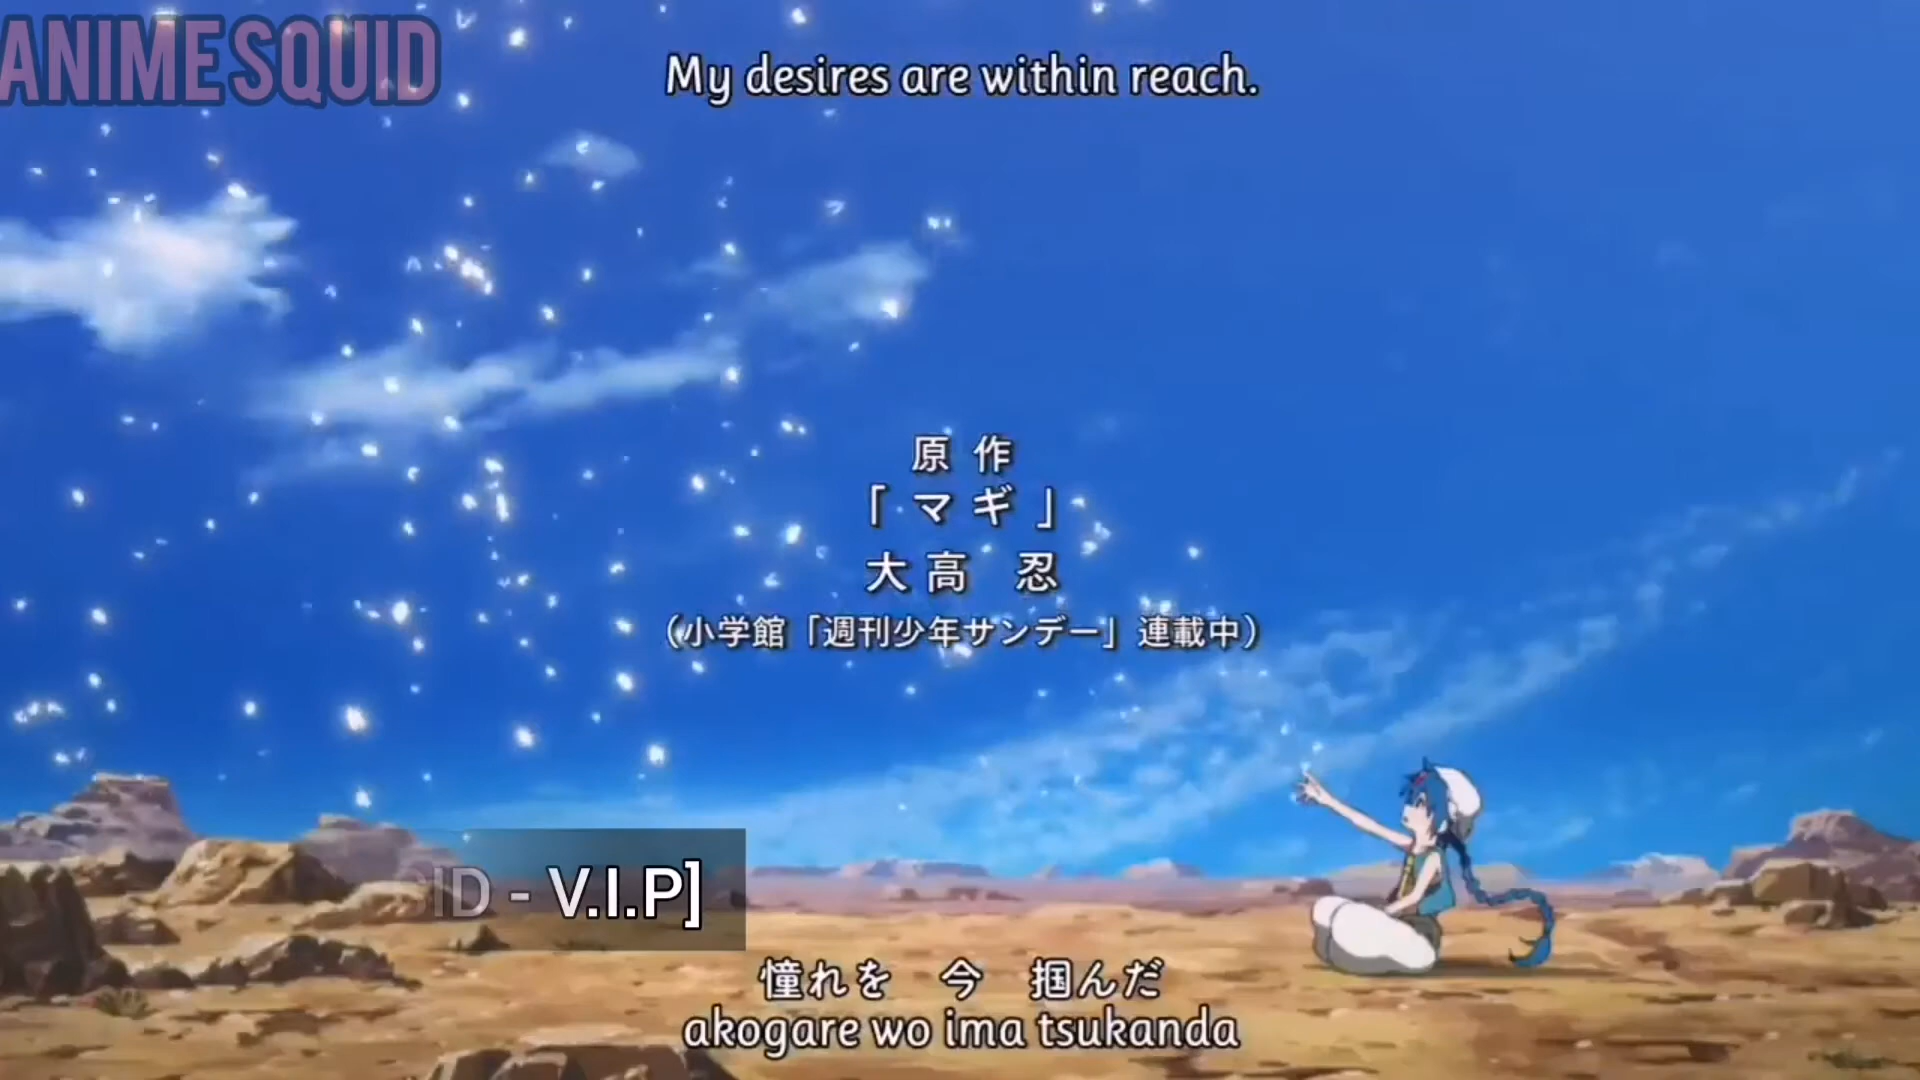 ANIMESQUID
My desires are within reach.
原作
「マギ」
大高 忍
（小学館「週刊少年サンデー」連載中）
ID - V.I.P]
憧れを 今 掴んだ
akogare wo ima tsukanda